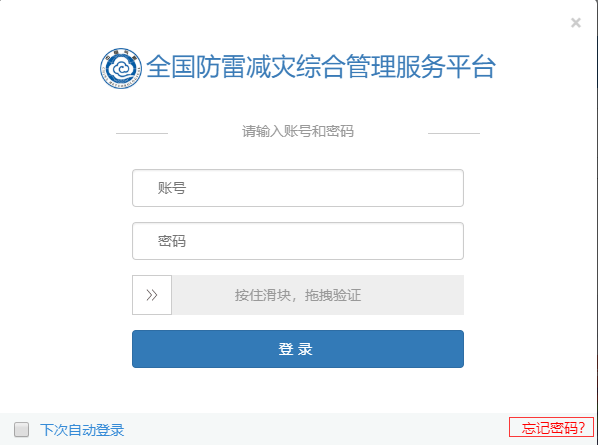 ×
全国防雷减灾综合管理服务平台
请输入账号和密码
账号
密码
按住滑块，拖拽验证
登 录
下次自动登录
忘记密码？